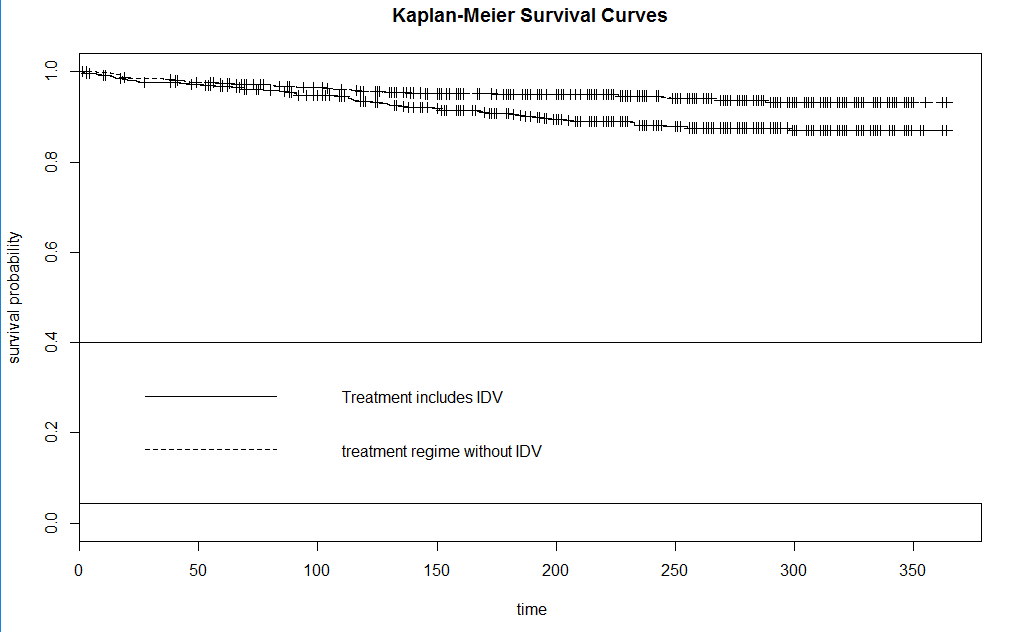 Kaplan-Meier Survival Curves
survival probability
1.0
0.8
0.6
0.4
0.2
0.0
Treatment includes IDV
treatment regime without IDV
0 50 100 150 200 250 300 350
time